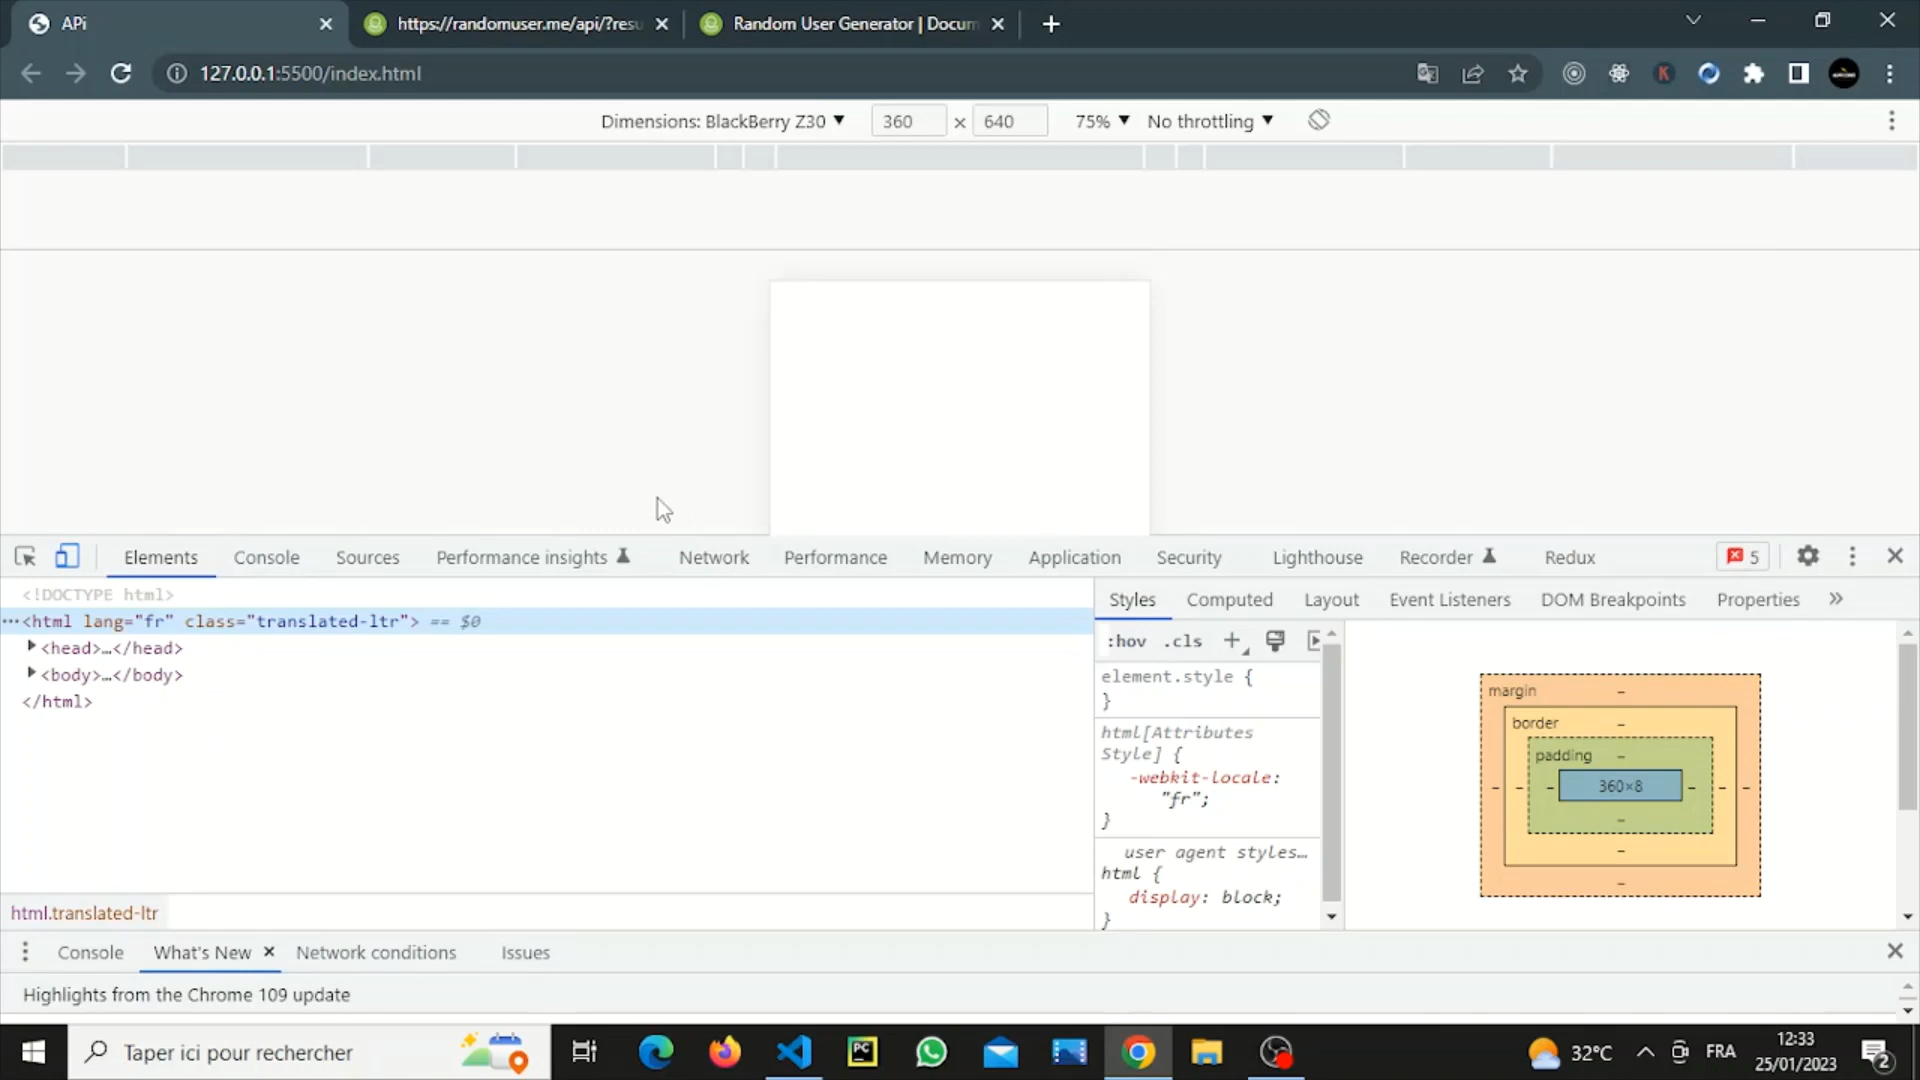 APi
https://randomuser.me/api/?resu
Random User Generator | Docum
127.0.0.1:5500/index.html
Dimensions: BlackBerry Z30 ▼ 360 × 640 75% ▼ No throttling ▼
Elements Console Sources Performance insights Network Performance Memory Application Security Lighthouse Recorder Redux 5
<!DOCTYPE html>
···<html lang="fr" class="translated-ltr"> == $0
▶<head>…</head>
▶<body>…</body>
</html>
html.translated-ltr
Styles Computed Layout Event Listeners DOM Breakpoints Properties »
:hov .cls +
element.style {
}
html[Attributes
Style] {
-webkit-locale:
"fr";
}
user agent styles…
html {
display: block;
}
margin –
border –
padding –
– – – 360×8 – – –
–
–
–
Console What's New × Network conditions Issues
Highlights from the Chrome 109 update
Taper ici pour rechercher
PC
32°C
FRA
12:33
25/01/2023
2